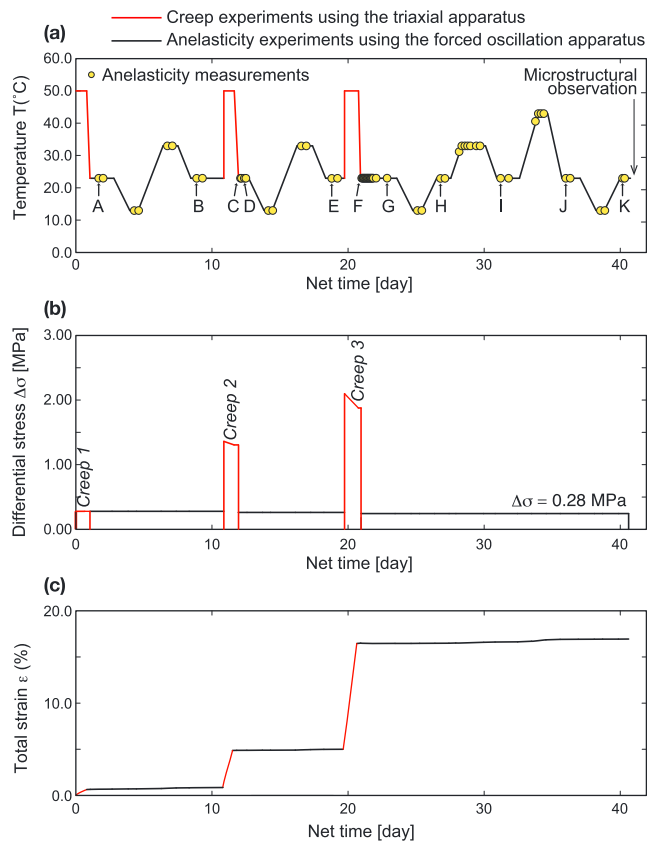 Creep experiments using the triaxial apparatus
Anelasticity experiments using the forced oscillation apparatus
(a)
60.0
50.0
40.0
30.0
20.0
10.0
0.0
Temperature T(˚C)
Anelasticity measurements
Microstructural
observation
A
B
C
D
E
F
G
H
I
J
K
0
10
20
30
40
Net time [day]
(b)
3.00
2.00
1.00
0.00
Differential stress Δσ [MPa]
Creep 1
Creep 2
Creep 3
Δσ = 0.28 MPa
0
10
20
30
40
Net time [day]
(c)
20.0
10.0
0.0
Total strain ε (%)
0
10
20
30
40
Net time [day]